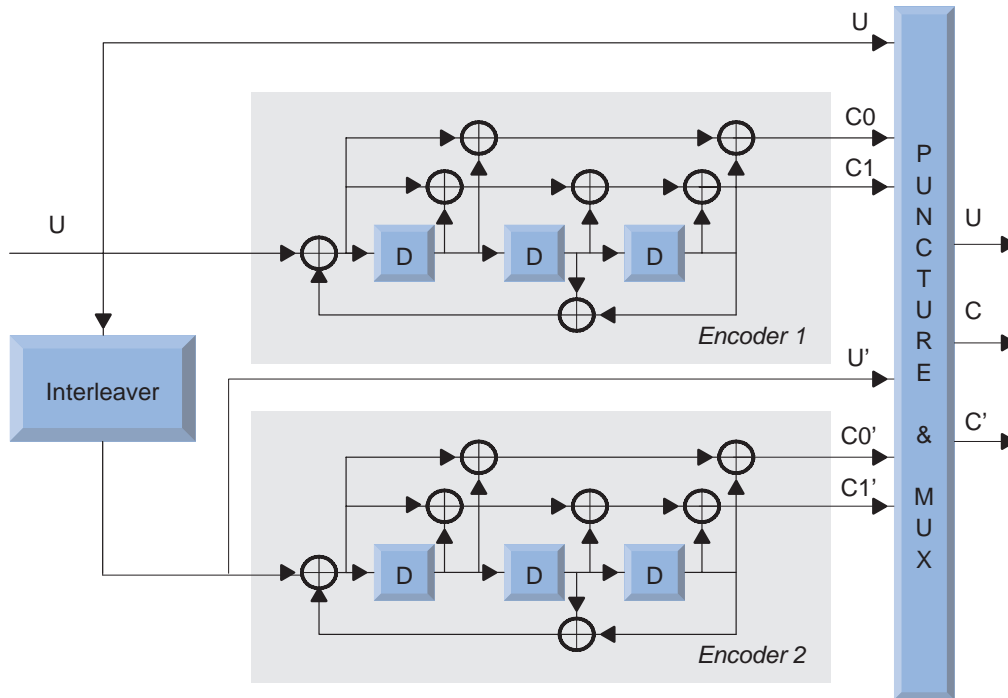 U
C0
C1
U
D
D
D
Encoder 1
Interleaver
U'
C0'
C1'
D
D
D
Encoder 2
PUNCTURE & MUX
U
C
C'